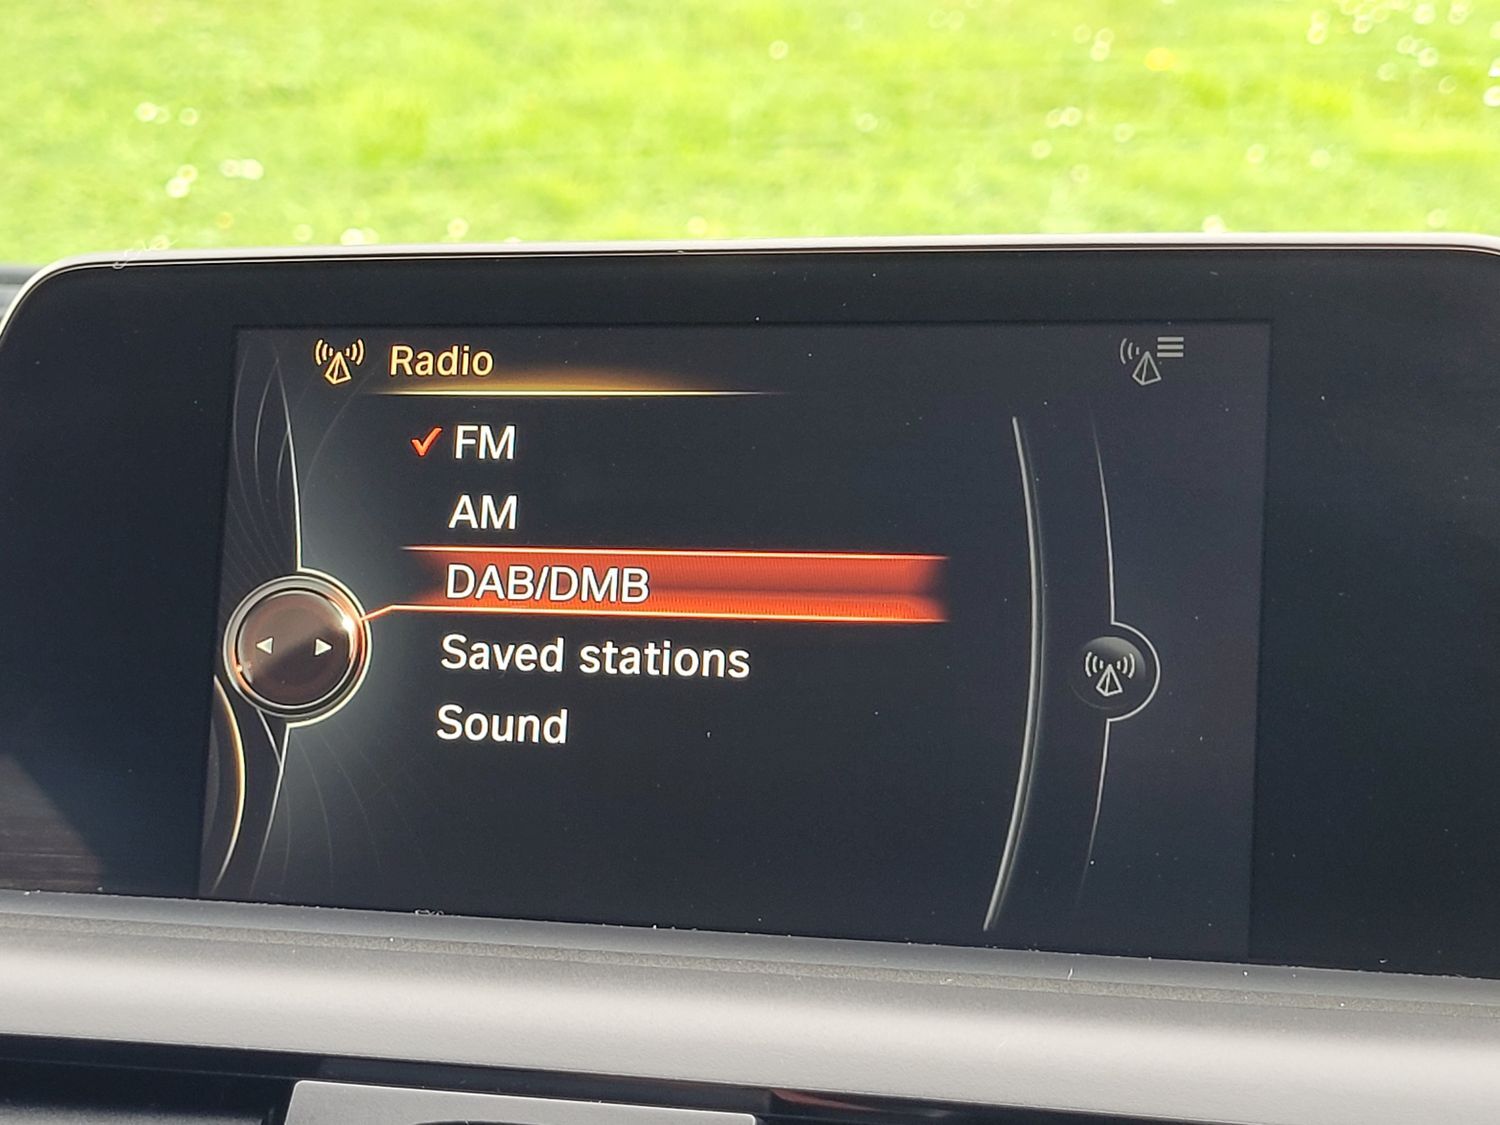 Radio
FM
AM
DAB/DMB
Saved stations
Sound